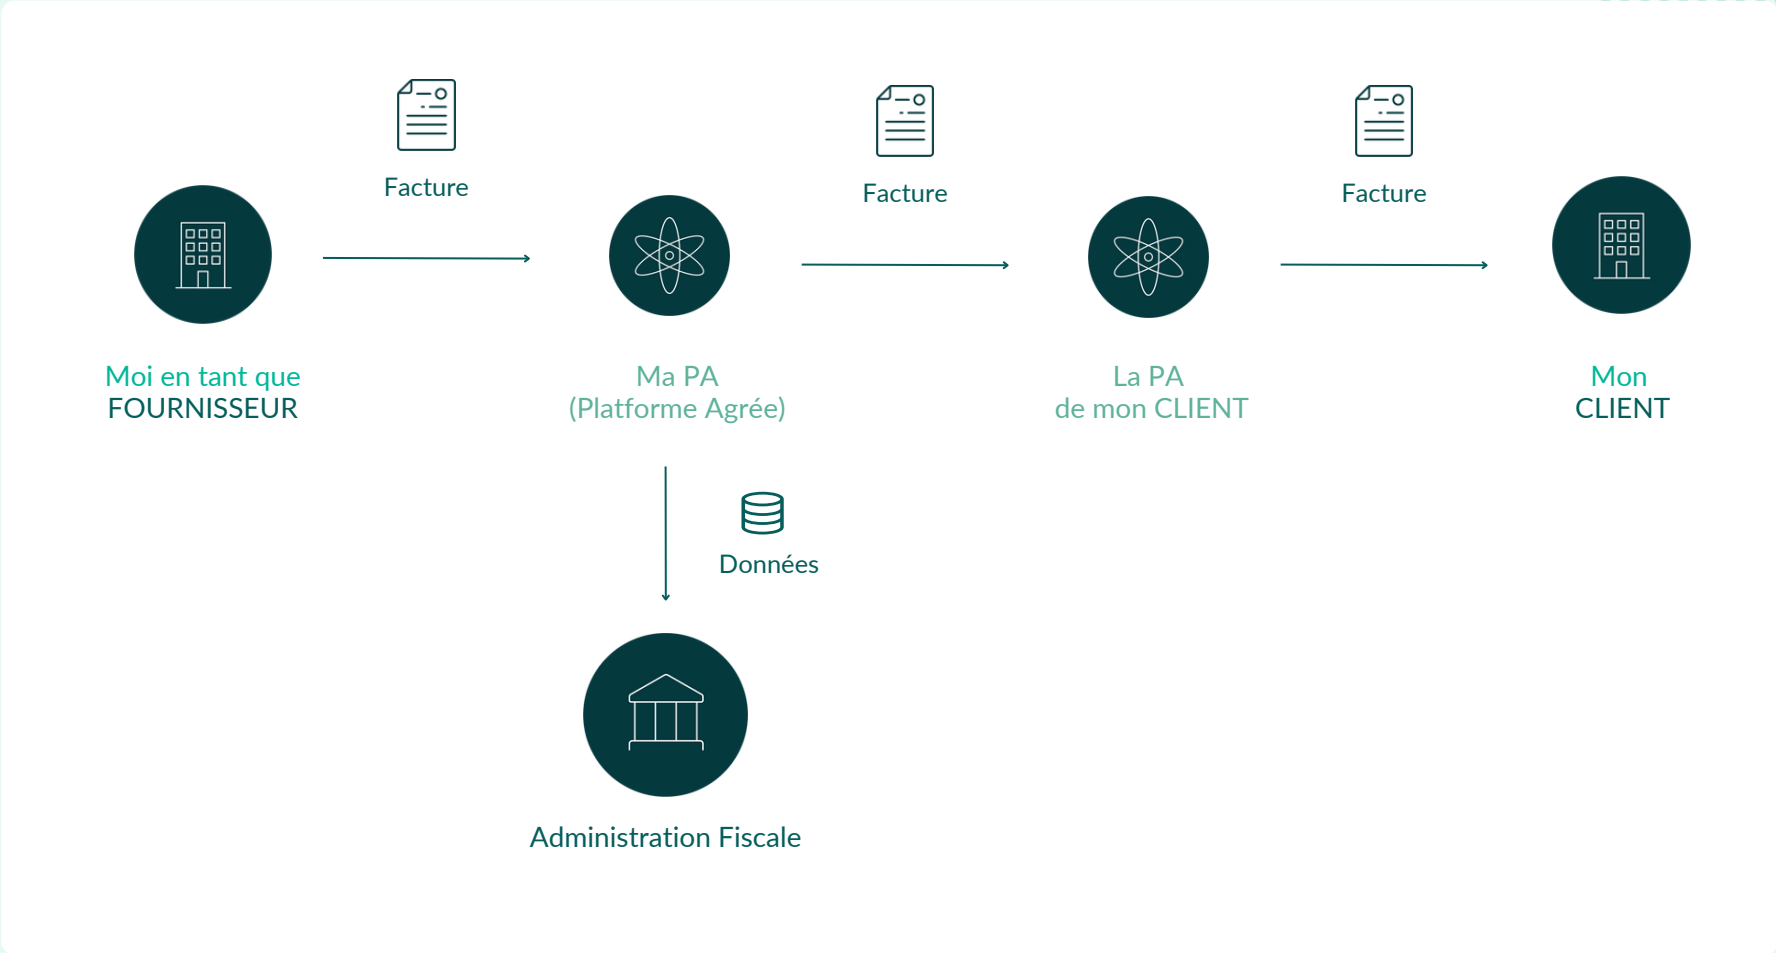 Facture
Facture
Facture
Moi en tant que
FOURNISSEUR
Ma PA
(Platforme Agrée)
La PA
de mon CLIENT
Mon
CLIENT
Données
Administration Fiscale